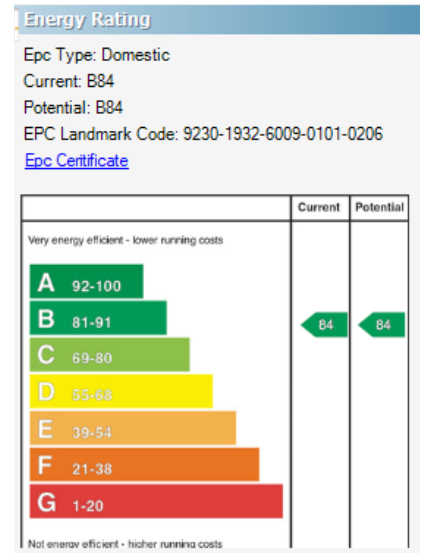 Energy Rating
Epc Type: Domestic
Current: B84
Potential: B84
EPC Landmark Code: 9230-1932-6009-0101-0206
Epc Ceritificate
Current Potential
Very energy efficient - lower running costs
A 92-100
B 81-91 84 84
C 69-80
D 55-68
E 39-54
F 21-38
G 1-20
Not energy efficient - higher running costs